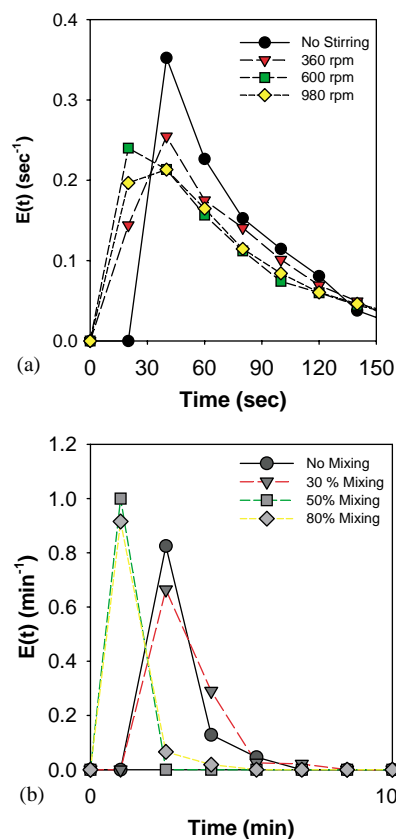 0.4
0.3
0.2
0.1
0.0
E(t) (sec-1)
No Stirring
360 rpm
600 rpm
980 rpm
(a)
0 30 60 90 120 150
Time (sec)
1.2
1.0
0.8
0.6
0.4
0.2
0.0
E(t) (min-1)
No Mixing
30 % Mixing
50% Mixing
80% Mixing
(b)
0 10
Time (min)